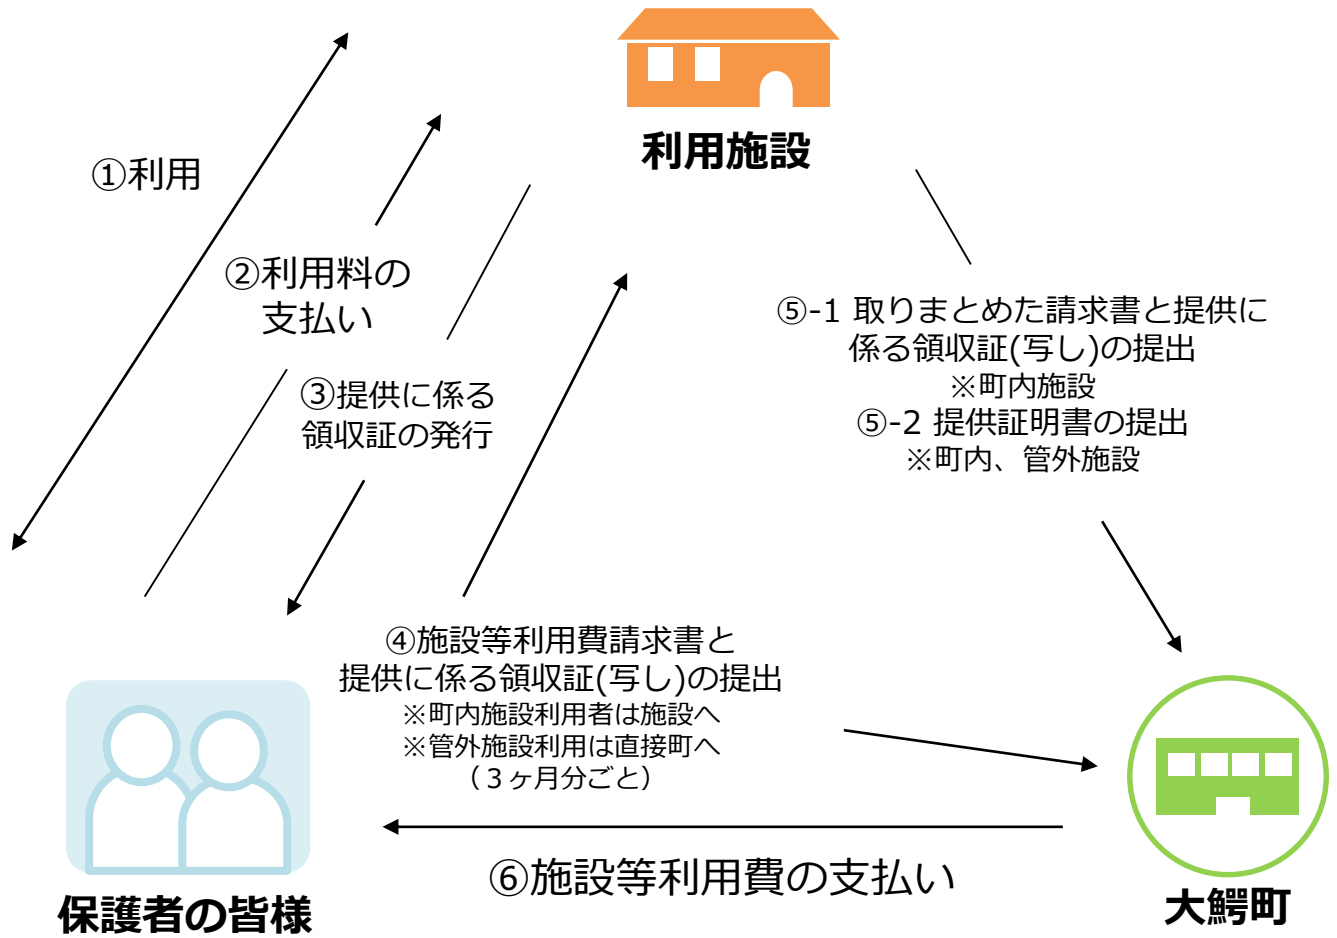 利用施設
①利用
②利用料の
支払い
③提供に係る
領収証の発行
⑤-1 取りまとめた請求書と提供に
係る領収証(写し)の提出
※町内施設
⑤-2 提供証明書の提出
※町内、管外施設
④施設等利用費請求書と
提供に係る領収証(写し)の提出
※町内施設利用者は施設へ
※管外施設利用は直接町へ
（３ヶ月分ごと）
⑥施設等利用費の支払い
保護者の皆様
大鰐町